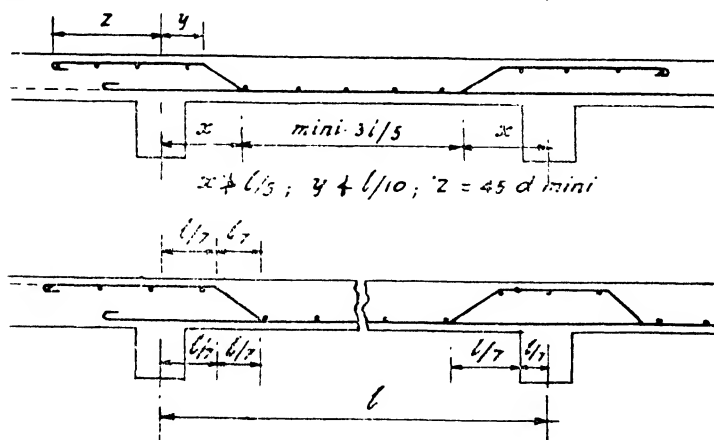 z y
x mini 3l/5 x
x ≯ l/5 ; y ≮ l/10 ; z = 45 d mini
l/7 l/7
l/7 l/7 l/7 l/7
l